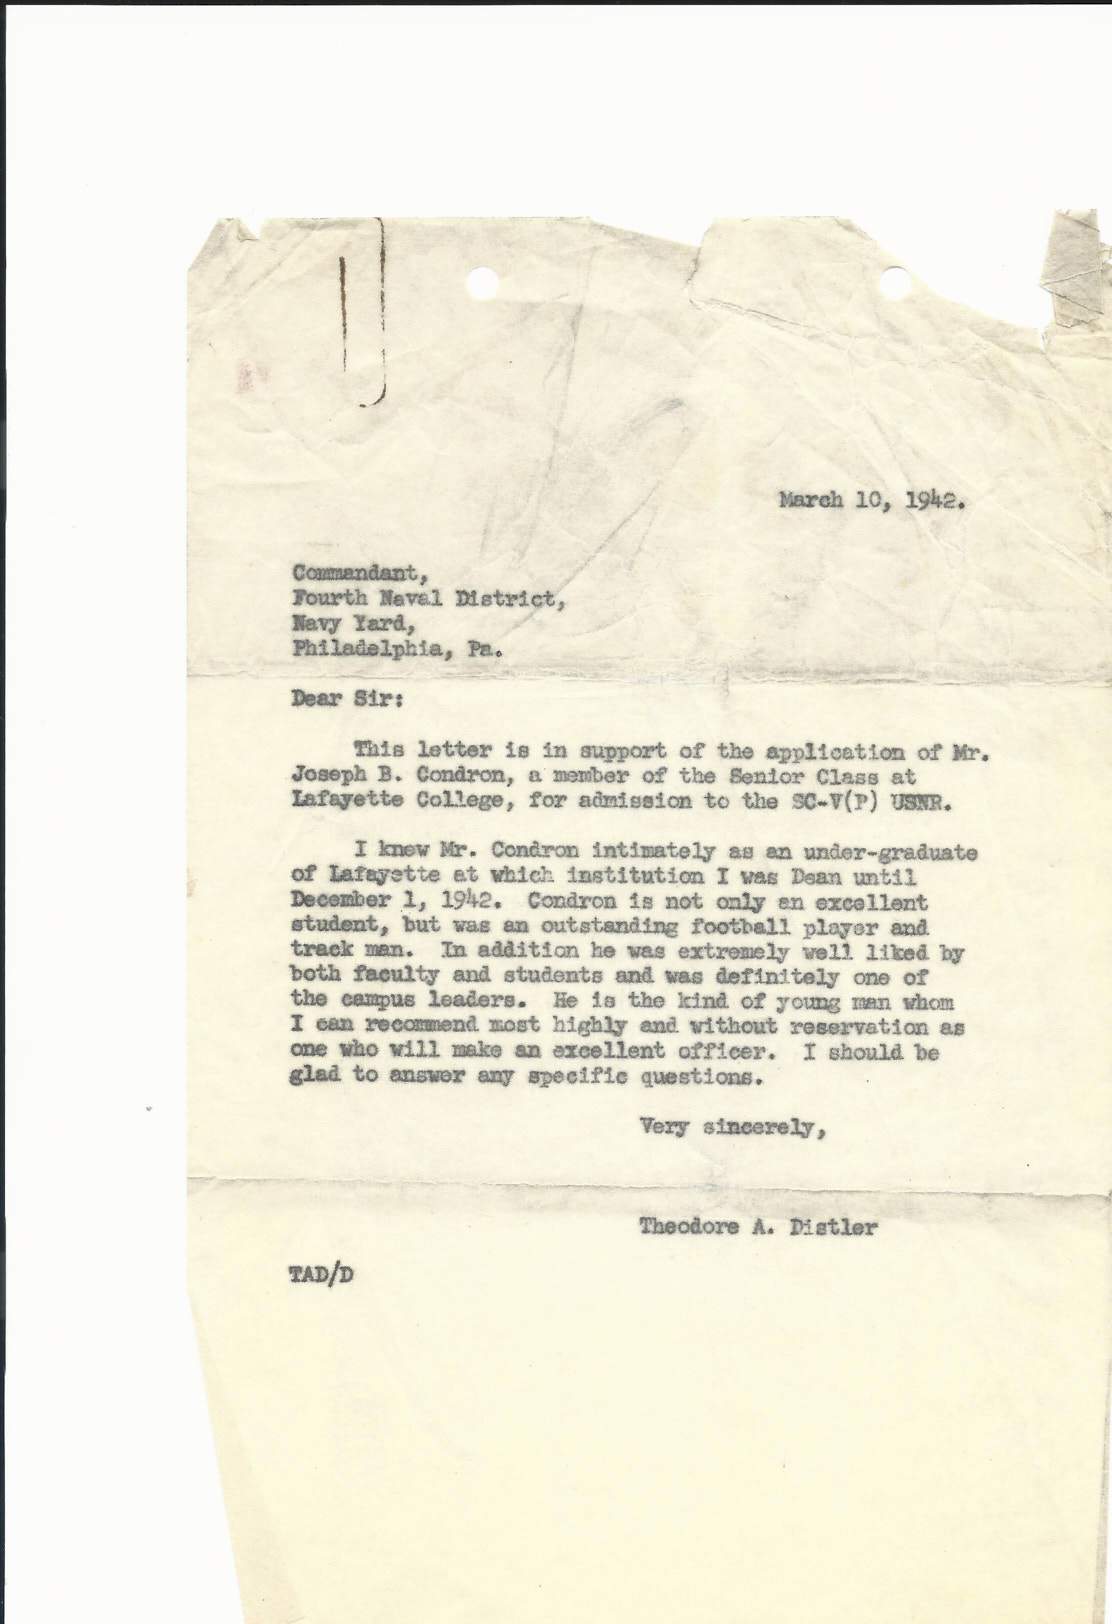 March 10, 1942.
Commandant,
Fourth Naval District,
Navy Yard,
Philadelphia, Pa.
Dear Sir:
This letter is in support of the application of Mr.
Joseph B. Condron, a member of the Senior Class at
Lafayette College, for admission to the SC-V(P) USNR.
I knew Mr. Condron intimately as an under-graduate
of Lafayette at which institution I was Dean until
December 1, 1942. Condron is not only an excellent
student, but was an outstanding football player and
track man. In addition he was extremely well liked by
both faculty and students and was definitely one of
the campus leaders. He is the kind of young man whom
I can recommend most highly and without reservation as
one who will make an excellent officer. I should be
glad to answer any specific questions.
Very sincerely,
Theodore A. Distler
TAD/D